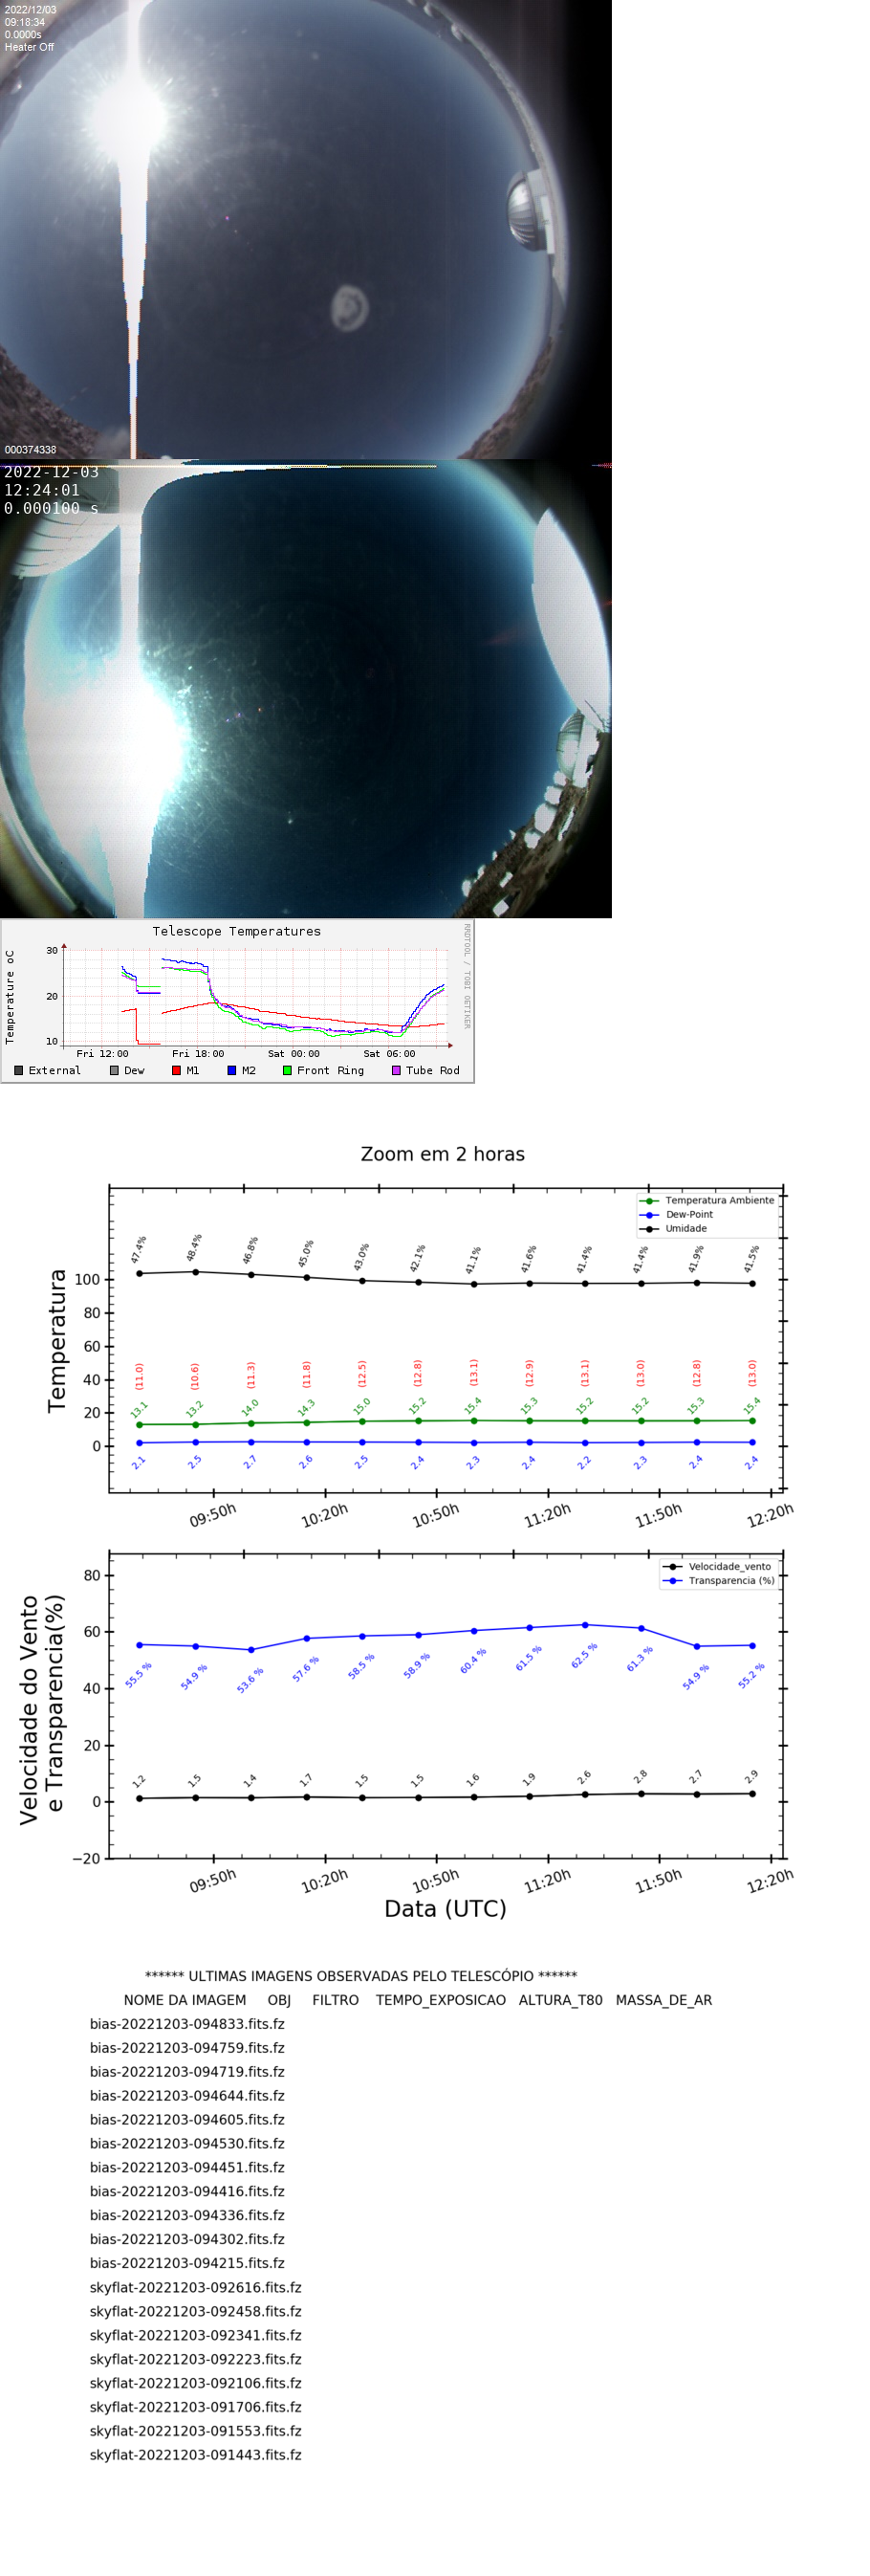 2022/12/03
09:18:34
0.0000s
Heater Off
000374338
2022-12-03
12:24:01
0.000100 s
Telescope Temperatures
RRDTOOL / TOBI OETIKER
Temperature oC
30
20
10
Fri 12:00 Fri 18:00 Sat 00:00 Sat 06:00
External Dew M1 M2 Front Ring Tube Rod
Zoom em 2 horas
Temperatura Ambiente
Dew-Point
Umidade
Temperatura
100
80
60
40
20
0
47.4% 48.4% 46.8% 45.0% 43.0% 42.1% 41.1% 41.6% 41.4% 41.4% 41.9% 41.5%
(11.0) (10.6) (11.3) (11.8) (12.5) (12.8) (13.1) (12.9) (13.1) (13.0) (12.8) (13.0)
13.1 13.2 14.0 14.3 15.0 15.2 15.4 15.3 15.2 15.2 15.3 15.4
2.1 2.5 2.7 2.6 2.5 2.4 2.3 2.4 2.2 2.3 2.4 2.4
09:50h 10:20h 10:50h 11:20h 11:50h 12:20h
Velocidade_vento
Transparencia (%)
Velocidade do Vento
e Transparencia(%)
80
60
40
20
0
−20
55.5 % 54.9 % 53.6 % 57.6 % 58.5 % 58.9 % 60.4 % 61.5 % 62.5 % 61.3 % 54.9 % 55.2 %
1.2 1.5 1.4 1.7 1.5 1.5 1.6 1.9 2.6 2.8 2.7 2.9
09:50h 10:20h 10:50h 11:20h 11:50h 12:20h
Data (UTC)
****** ULTIMAS IMAGENS OBSERVADAS PELO TELESCÓPIO ******
NOME DA IMAGEM OBJ FILTRO TEMPO_EXPOSICAO ALTURA_T80 MASSA_DE_AR
bias-20221203-094833.fits.fz
bias-20221203-094759.fits.fz
bias-20221203-094719.fits.fz
bias-20221203-094644.fits.fz
bias-20221203-094605.fits.fz
bias-20221203-094530.fits.fz
bias-20221203-094451.fits.fz
bias-20221203-094416.fits.fz
bias-20221203-094336.fits.fz
bias-20221203-094302.fits.fz
bias-20221203-094215.fits.fz
skyflat-20221203-092616.fits.fz
skyflat-20221203-092458.fits.fz
skyflat-20221203-092341.fits.fz
skyflat-20221203-092223.fits.fz
skyflat-20221203-092106.fits.fz
skyflat-20221203-091706.fits.fz
skyflat-20221203-091553.fits.fz
skyflat-20221203-091443.fits.fz